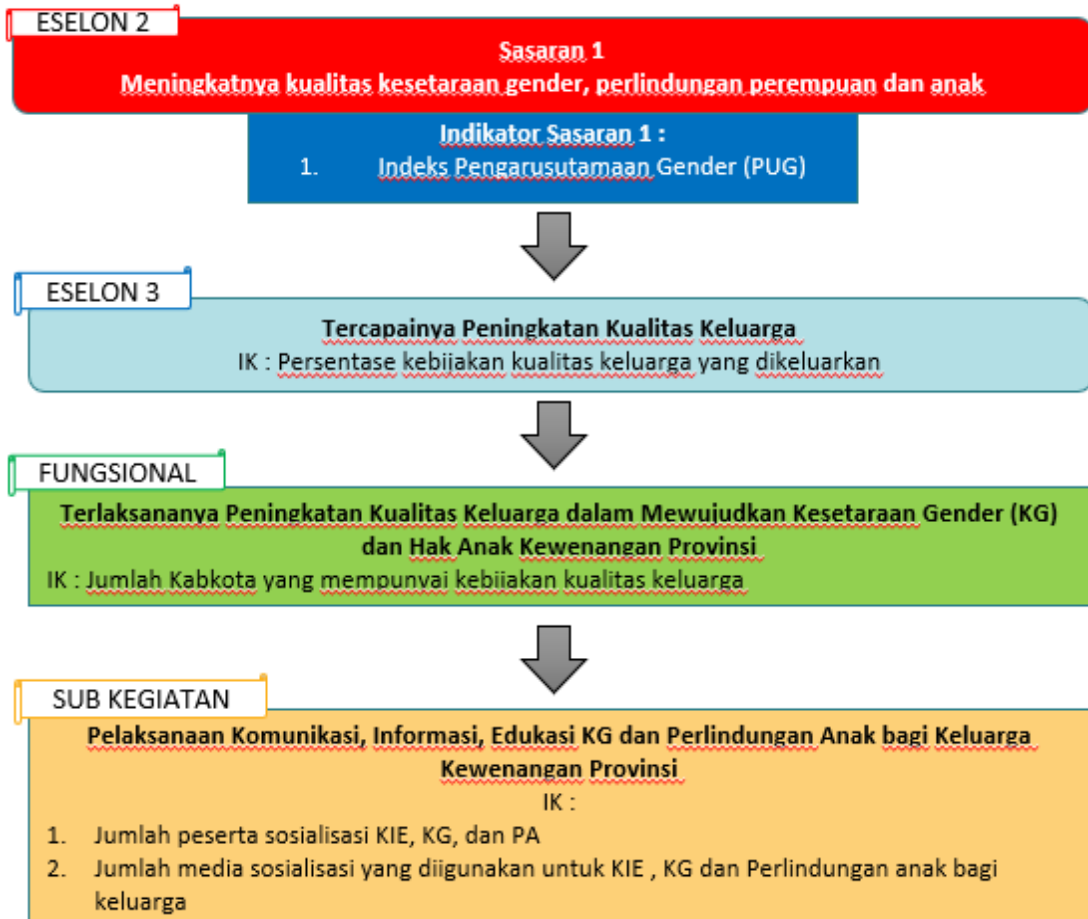 ESELON 2
Sasaran 1
Meningkatnya kualitas kesetaraan gender, perlindungan perempuan dan anak
Indikator Sasaran 1 :
1. Indeks Pengarusutamaan Gender (PUG)
ESELON 3
Tercapainya Peningkatan Kualitas Keluarga
IK : Persentase kebijakan kualitas keluarga yang dikeluarkan
FUNGSIONAL
Terlaksananya Peningkatan Kualitas Keluarga dalam Mewujudkan Kesetaraan Gender (KG)
dan Hak Anak Kewenangan Provinsi
IK : Jumlah Kabkota yang mempunyai kebijakan kualitas keluarga
SUB KEGIATAN
Pelaksanaan Komunikasi, Informasi, Edukasi KG dan Perlindungan Anak bagi Keluarga
Kewenangan Provinsi
IK :
1. Jumlah peserta sosialisasi KIE, KG, dan PA
2. Jumlah media sosialisasi yang diigunakan untuk KIE , KG dan Perlindungan anak bagi
keluarga